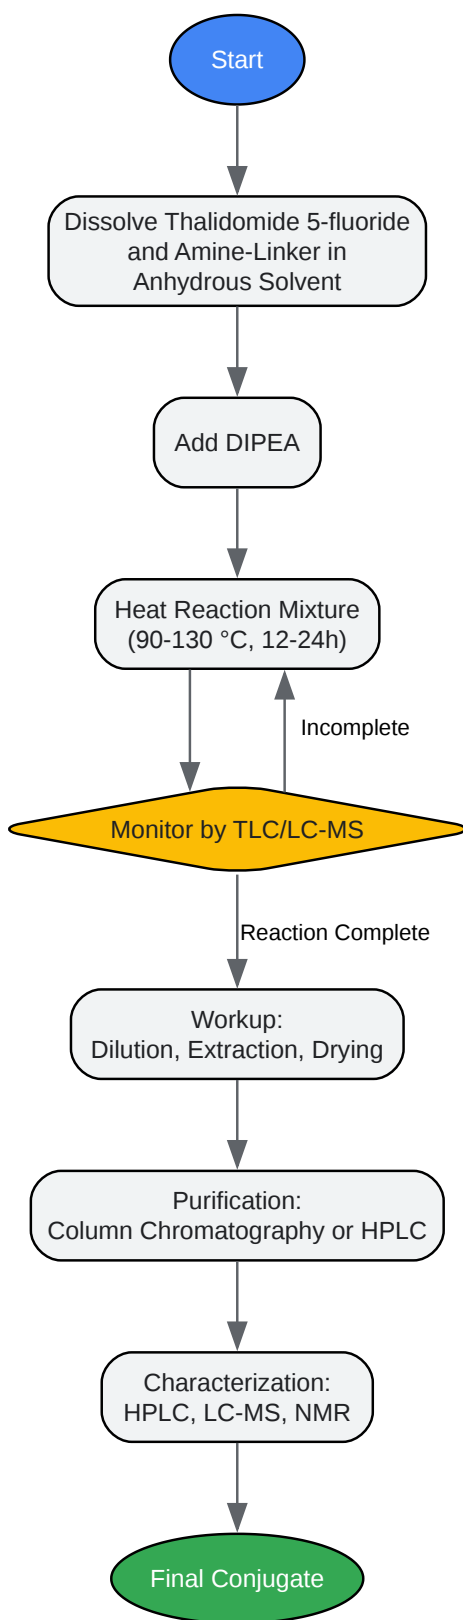 Start
Dissolve Thalidomide 5-fluoride
and Amine-Linker in
Anhydrous Solvent
Add DIPEA
Heat Reaction Mixture
(90-130 °C, 12-24h)
Incomplete
Monitor by TLC/LC-MS
Reaction Complete
Workup:
Dilution, Extraction, Drying
Purification:
Column Chromatography or HPLC
Characterization:
HPLC, LC-MS, NMR
Final Conjugate